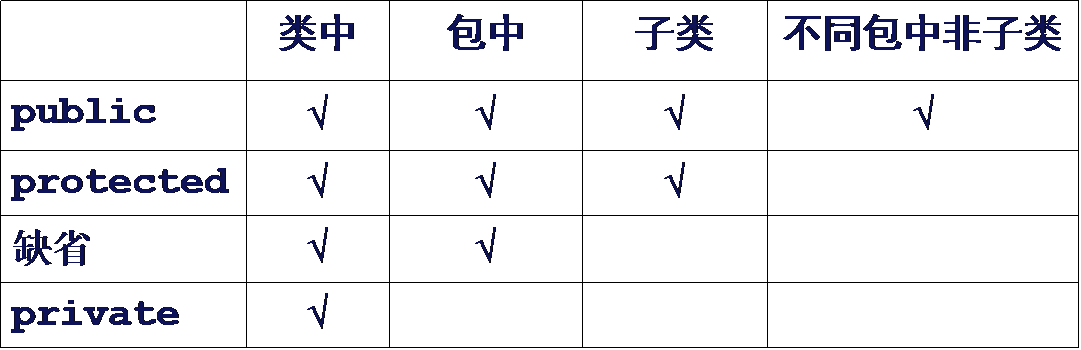 类中 包中 子类 不同包中非子类
public √ √ √ √
protected √ √ √
缺省 √ √
private √